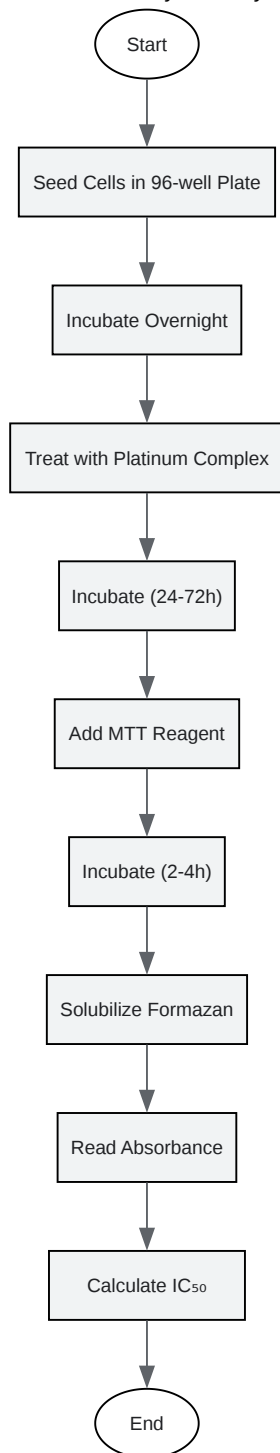 Start
Seed Cells in 96-well Plate
Incubate Overnight
Treat with Platinum Complex
Incubate (24-72h)
Add MTT Reagent
Incubate (2-4h)
Solubilize Formazan
Read Absorbance
Calculate IC₅₀
End